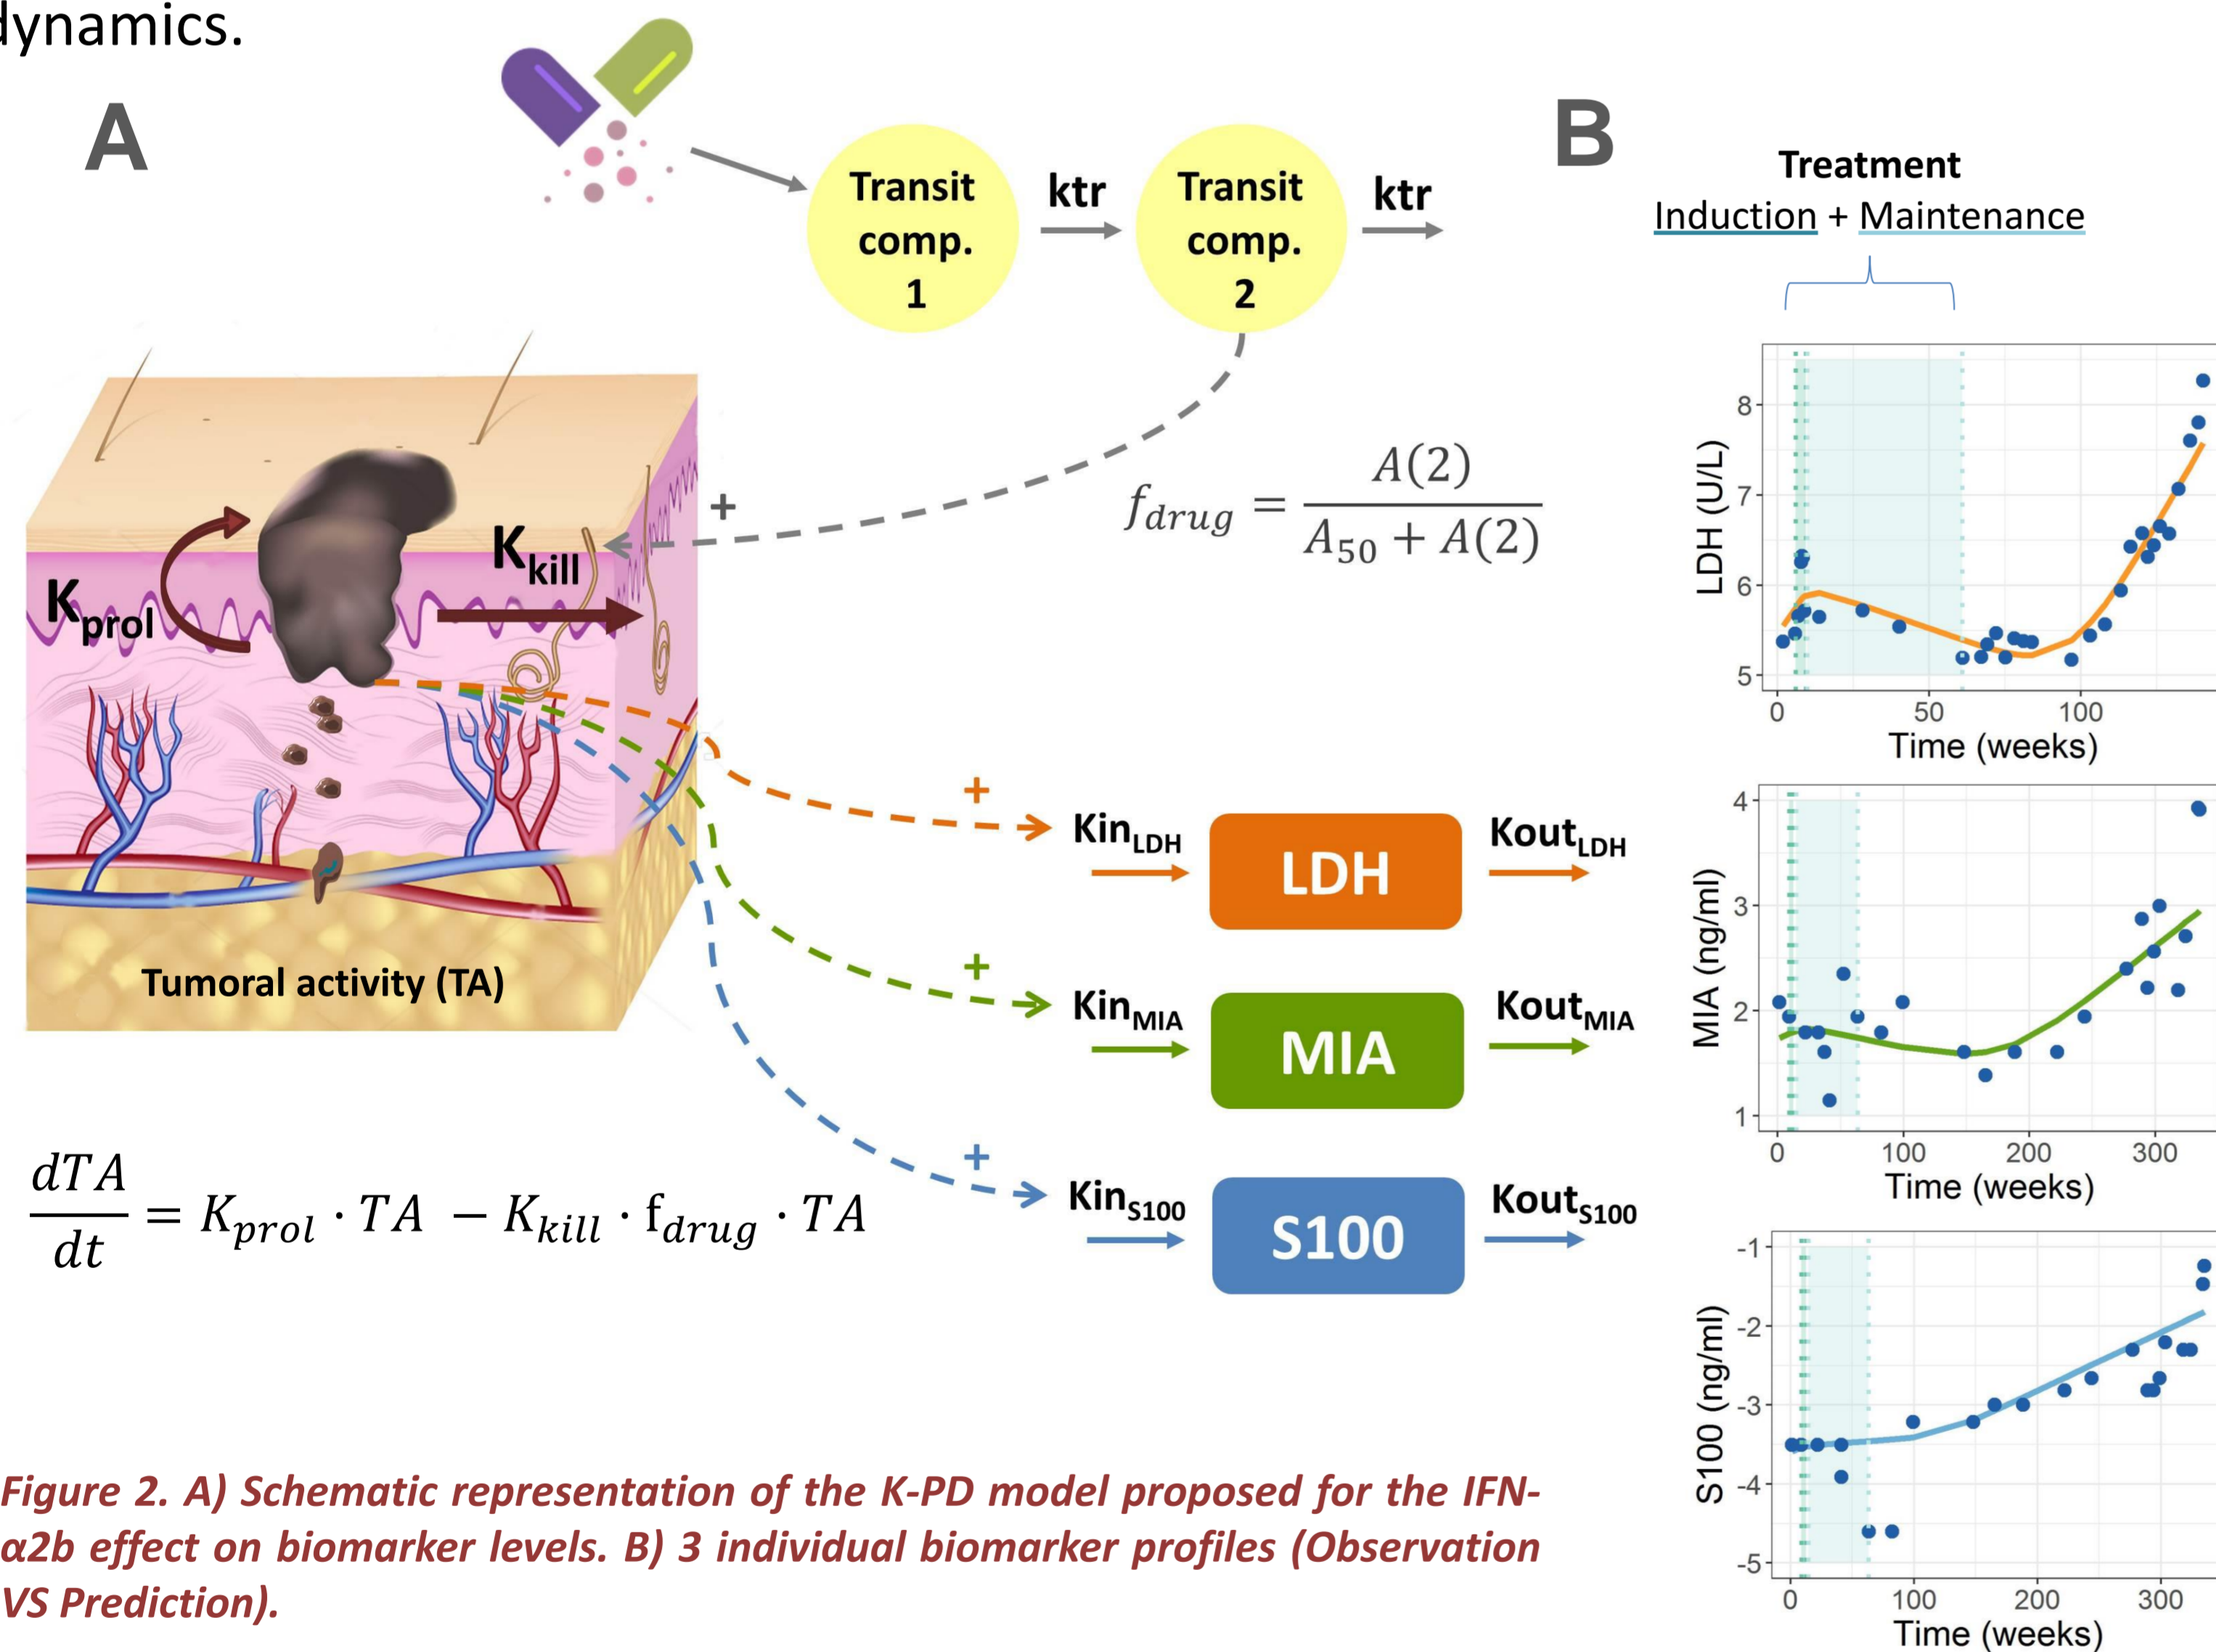 dynamics.
A
Transit
comp.
1
ktr
Transit
comp.
2
ktr
+
f_drug = A(2) / (A_50 + A(2))
K_prol
K_kill
Tumoral activity (TA)
+
Kin_LDH
LDH
Kout_LDH
+
Kin_MIA
MIA
Kout_MIA
+
Kin_S100
S100
Kout_S100
dTA/dt = K_prol · TA − K_kill · f_drug · TA
B
Treatment
Induction + Maintenance
LDH (U/L)
8
7
6
5
0 50 100
Time (weeks)
MIA (ng/ml)
4
3
2
1
0 100 200 300
Time (weeks)
S100 (ng/ml)
-1
-2
-3
-4
-5
0 100 200 300
Time (weeks)
Figure 2. A) Schematic representation of the K-PD model proposed for the IFN-
α2b effect on biomarker levels. B) 3 individual biomarker profiles (Observation
VS Prediction).